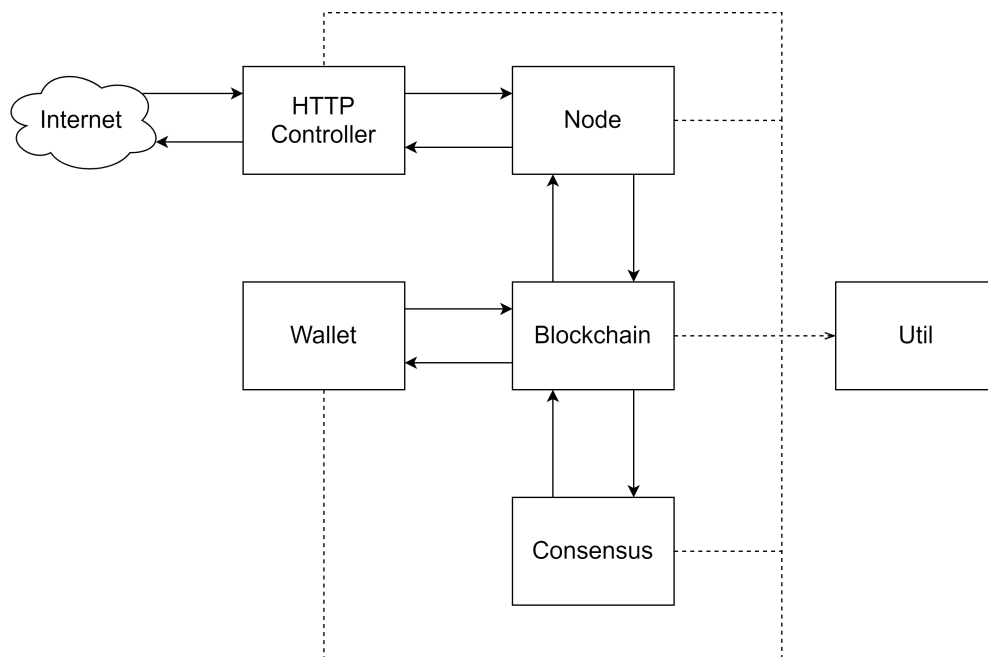 Internet
HTTP
Controller
Node
Wallet
Blockchain
Util
Consensus